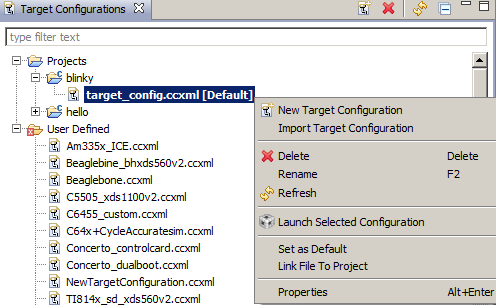 Target Configurations
type filter text
Projects
blinky
target_config.ccxml [Default]
hello
User Defined
Am335x_ICE.ccxml
Beaglebine_bhxds560v2.ccxml
Beaglebone.ccxml
C5505_xds1100v2.ccxml
C6455_custom.ccxml
C64x+CycleAccuratesim.ccxml
Concerto_controlcard.ccxml
Concerto_dualboot.ccxml
NewTargetConfiguration.ccxml
TI814x_sd_xds560v2.ccxml
New Target Configuration
Import Target Configuration
Delete Delete
Rename F2
Refresh
Launch Selected Configuration
Set as Default
Link File To Project
Properties Alt+Enter